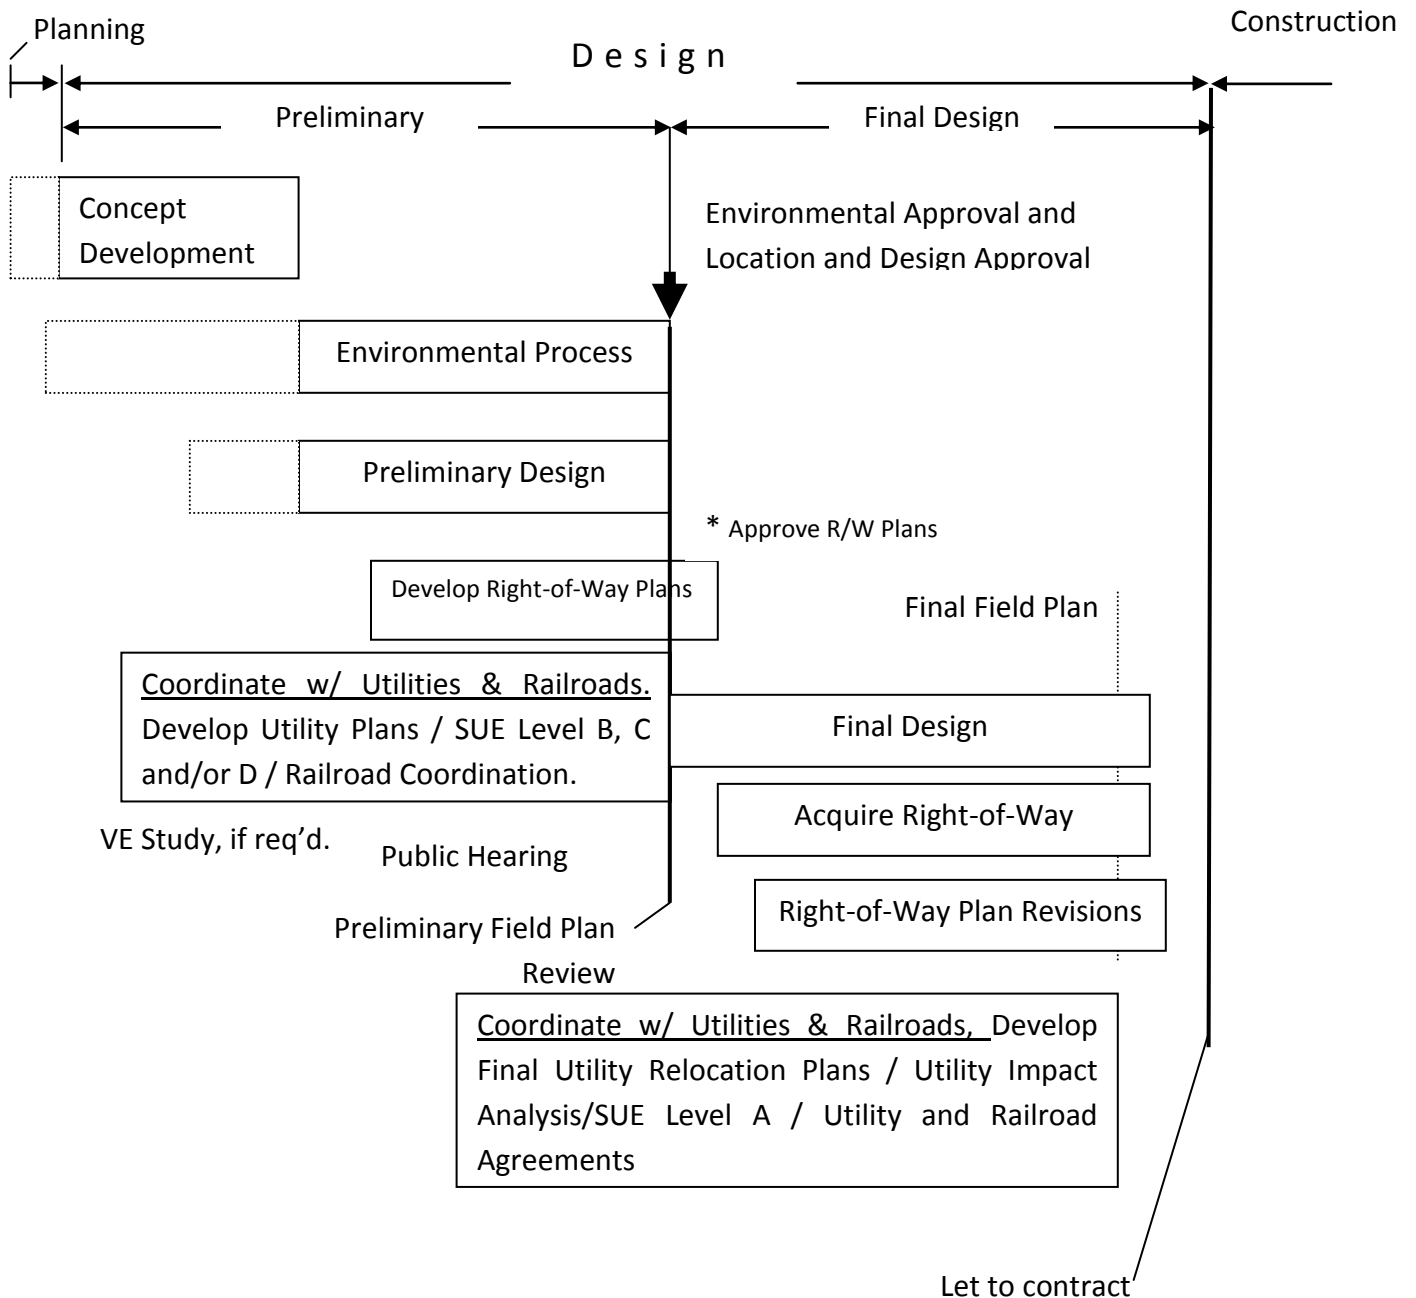 Planning
Construction
Design
Preliminary
Final Design
Concept
Development
Environmental Approval and
Location and Design Approval
Environmental Process
Preliminary Design
* Approve R/W Plans
Develop Right-of-Way Plans
Final Field Plan
Coordinate w/ Utilities & Railroads.
Develop Utility Plans / SUE Level B, C
and/or D / Railroad Coordination.
Final Design
Acquire Right-of-Way
VE Study, if req’d.
Public Hearing
Right-of-Way Plan Revisions
Preliminary Field Plan
Review
Coordinate w/ Utilities & Railroads, Develop
Final Utility Relocation Plans / Utility Impact
Analysis/SUE Level A / Utility and Railroad
Agreements
Let to contract